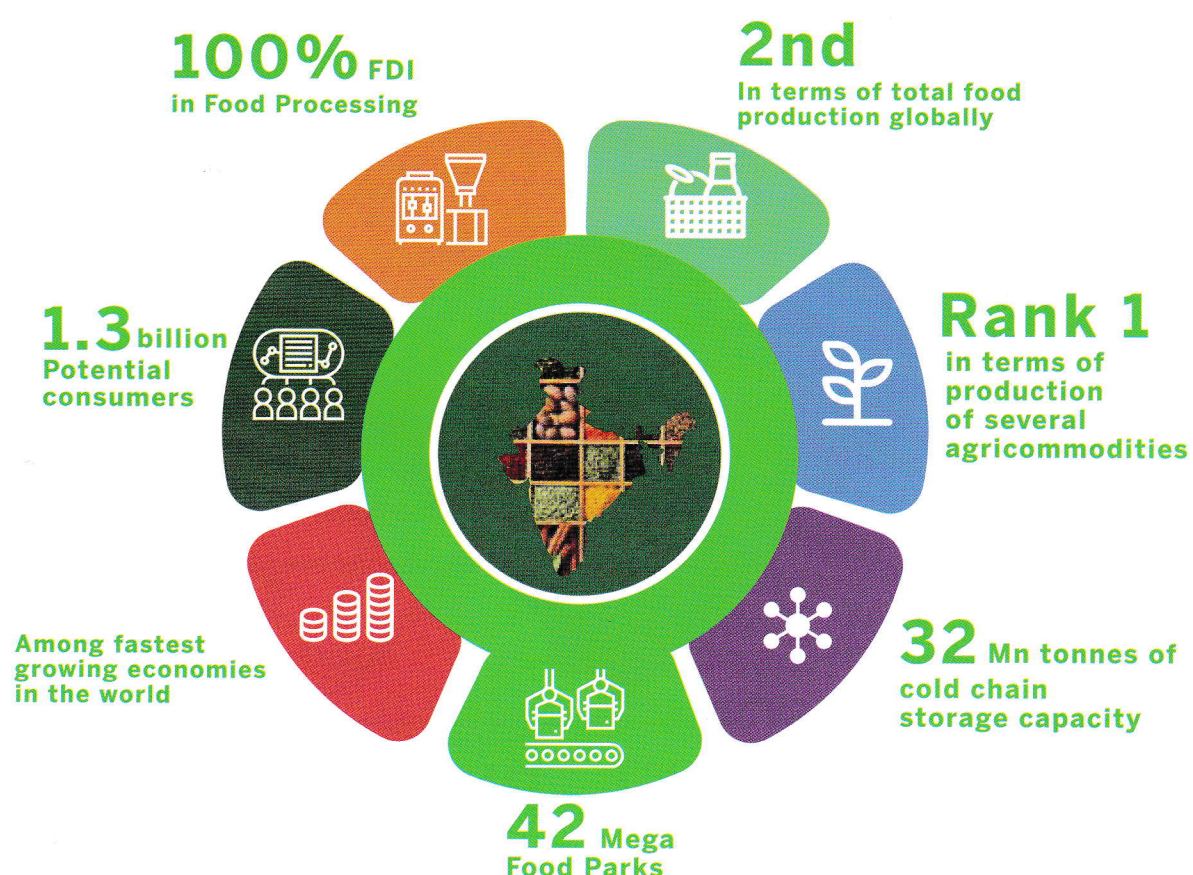 100% FDI
in Food Processing
2nd
In terms of total food
production globally
1.3 billion
Potential
consumers
Rank 1
in terms of
production
of several
agricommodities
Among fastest
growing economies
in the world
32 Mn tonnes of
cold chain
storage capacity
42 Mega
Food Parks